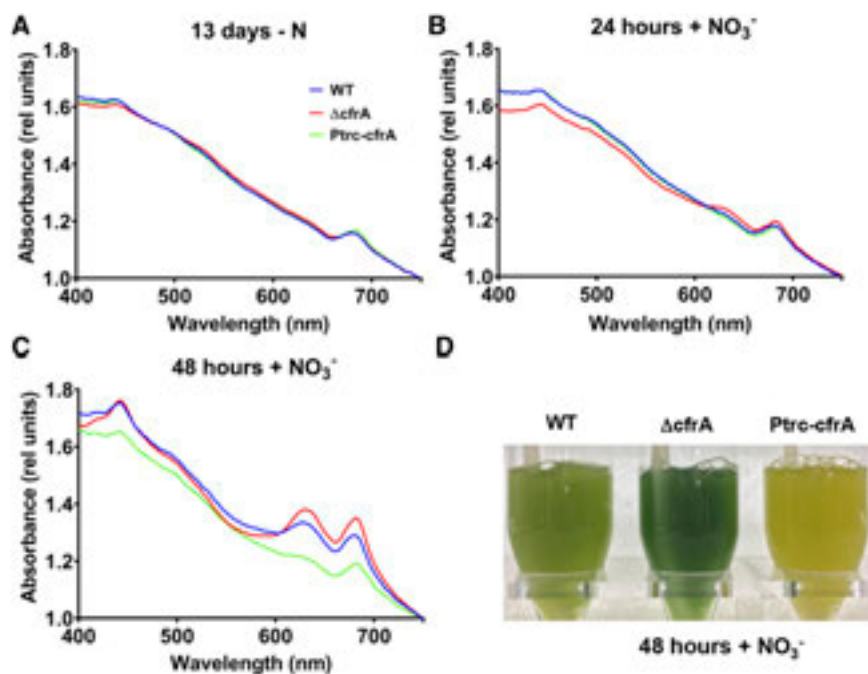 A
13 days - N
Absorbance (rel units)
1.8
1.6
1.4
1.2
1.0
400 500 600 700
Wavelength (nm)
WT
ΔcfrA
Ptrc-cfrA
B
24 hours + NO₃⁻
Absorbance (rel units)
1.8
1.6
1.4
1.2
1.0
400 500 600 700
Wavelength (nm)
C
48 hours + NO₃⁻
Absorbance (rel units)
1.8
1.6
1.4
1.2
1.0
400 500 600 700
Wavelength (nm)
D
WT ΔcfrA Ptrc-cfrA
48 hours + NO₃⁻